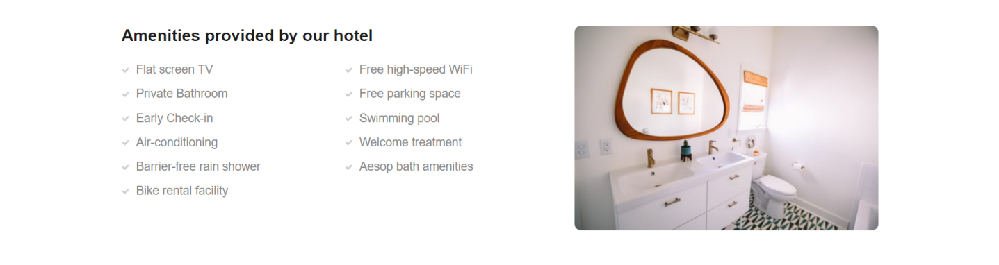 Amenities provided by our hotel
Flat screen TV
Private Bathroom
Early Check-in
Air-conditioning
Barrier-free rain shower
Bike rental facility
Free high-speed WiFi
Free parking space
Swimming pool
Welcome treatment
Aesop bath amenities